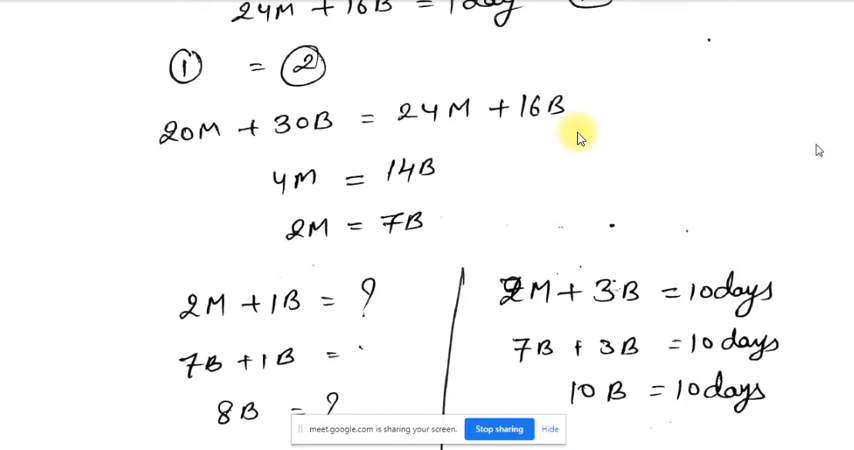 24M + 16B = 1 day
① = ②
20M + 30B = 24M + 16B
4M = 14B
2M = 7B
2M + 1B = ?
7B + 1B =
8B = ?
2M + 3B = 10 days
7B + 3B = 10 days
10B = 10 days
meet.google.com is sharing your screen. Stop sharing Hide